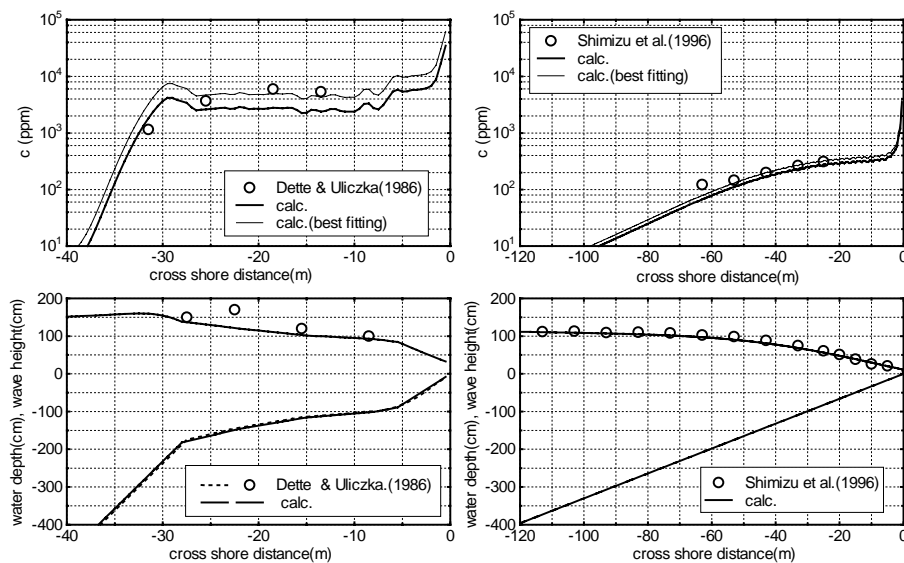 10^5
10^4
10^3
10^2
10^1
c (ppm)
Dette & Uliczka(1986)
calc.
calc.(best fitting)
-40 -30 -20 -10 0
cross shore distance(m)
10^5
10^4
10^3
10^2
10^1
c (ppm)
Shimizu et al.(1996)
calc.
calc.(best fitting)
-120 -100 -80 -60 -40 -20 0
cross shore distance(m)
200
100
0
-100
-200
-300
-400
water depth(cm), wave height(cm)
Dette & Uliczka.(1986)
calc.
-40 -30 -20 -10 0
cross shore distance(m)
200
100
0
-100
-200
-300
-400
water depth(cm), wave height(cm)
Shimizu et al.(1996)
calc.
-120 -100 -80 -60 -40 -20 0
cross shore distance(m)